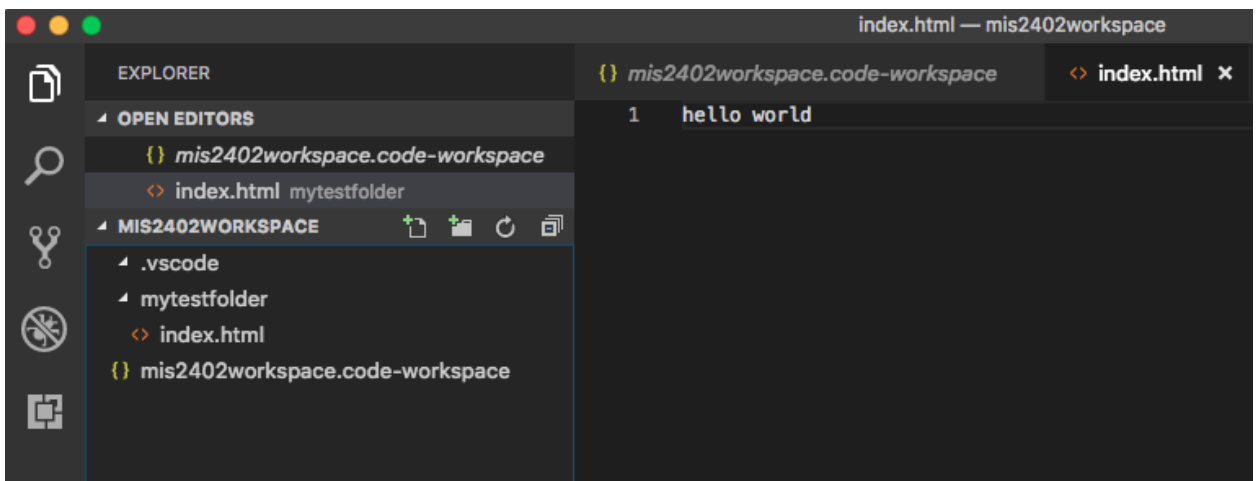 index.html — mis2402workspace
EXPLORER
OPEN EDITORS
{} mis2402workspace.code-workspace
<> index.html mytestfolder
MIS2402WORKSPACE
.vscode
mytestfolder
<> index.html
{} mis2402workspace.code-workspace
{} mis2402workspace.code-workspace <> index.html ×
1 hello world